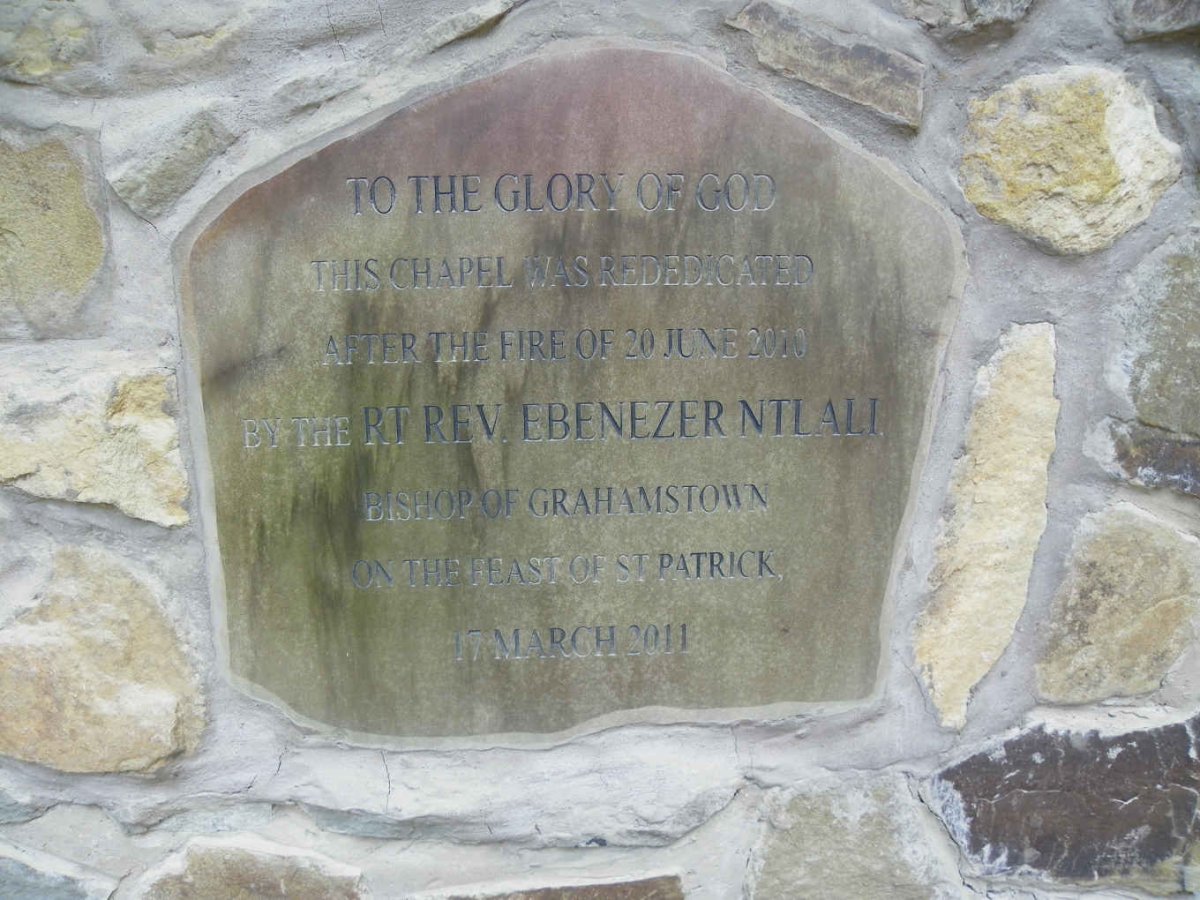 TO THE GLORY OF GOD
THIS CHAPEL WAS REDEDICATED
AFTER THE FIRE OF 20 JUNE 2010
BY THE RT REV. EBENEZER NTLALI,
BISHOP OF GRAHAMSTOWN
ON THE FEAST OF ST PATRICK,
17 MARCH 2011